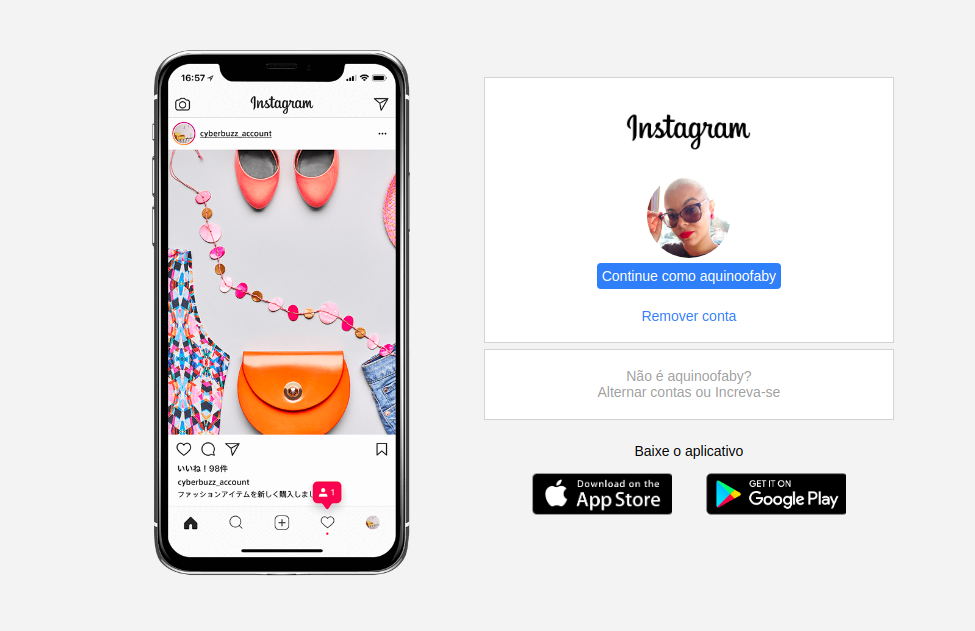 16:57
Instagram
cyberbuzz_account
いいね！98件
cyberbuzz_account
ファッションアイテムを新しく購入しまし
1
Instagram
Continue como aquinoofaby
Remover conta
Não é aquinoofaby?
Alternar contas ou Increva-se
Baixe o aplicativo
Download on the
App Store
GET IT ON
Google Play